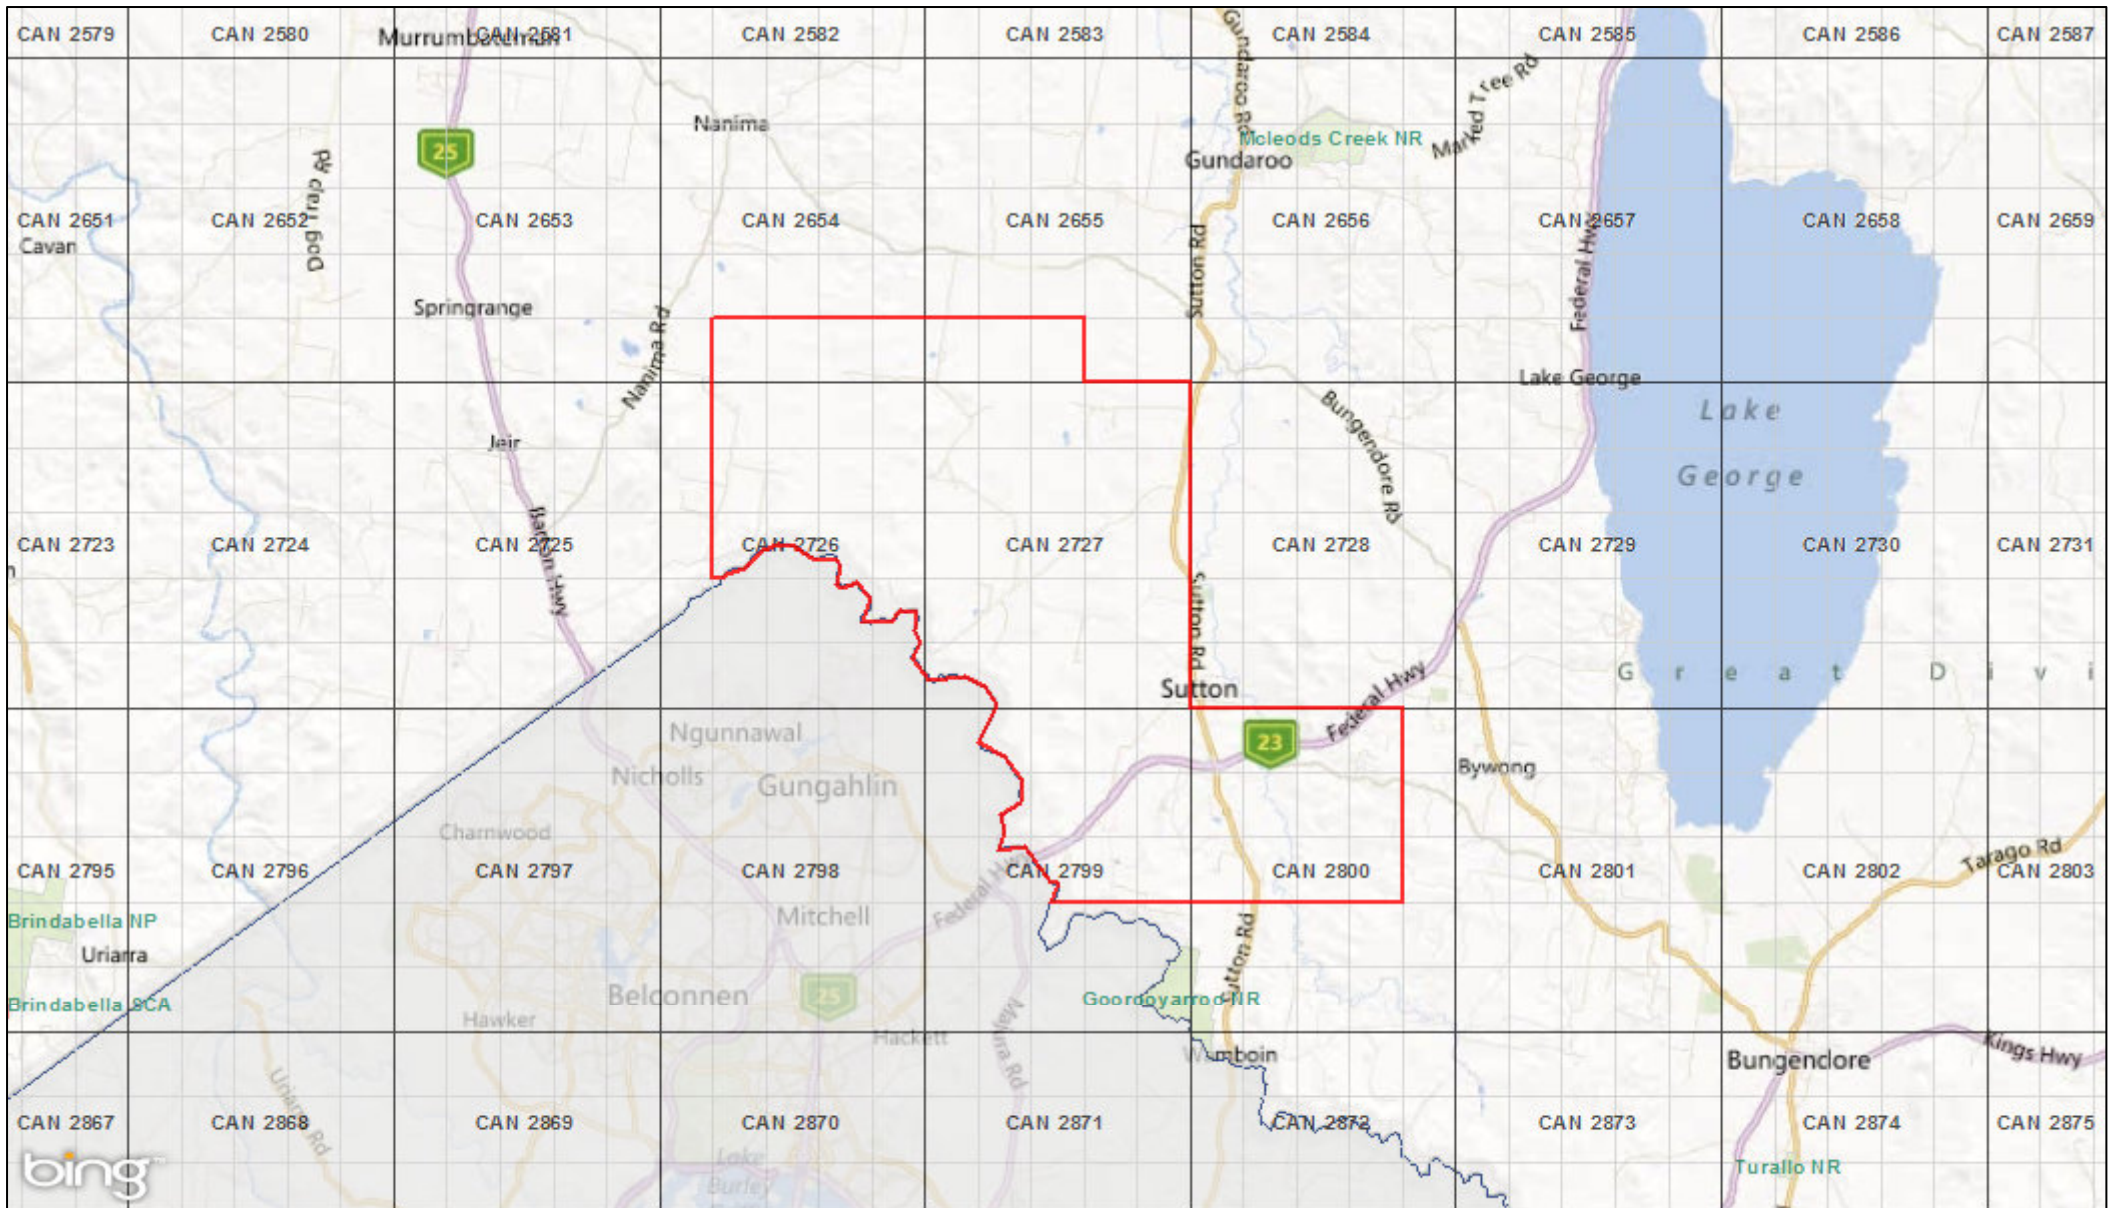 CAN 2579
CAN 2580
Murrumbateman
CAN 2581
CAN 2582
CAN 2583
Gundaroo Rd
CAN 2584
CAN 2585
CAN 2586
CAN 2587
Marked Tree Rd
Nanima
Mcleods Creek NR
25
Gundaroo
Dog Trap Rd
CAN 2651
CAN 2652
CAN 2653
CAN 2654
CAN 2655
CAN 2656
CAN 2657
CAN 2658
CAN 2659
Cavan
Sutton Rd
Federal Hwy
Springrange
Nanima Rd
Lake George
Lake
George
Bungendore Rd
Jeir
Barton Hwy
CAN 2723
CAN 2724
CAN 2725
CAN 2726
CAN 2727
CAN 2728
CAN 2729
CAN 2730
CAN 2731
n
Sutton Rd
Great Divi
Sutton
Federal Hwy
Ngunnawal
23
Nicholls
Gungahlin
Bywong
Charnwood
Tarago Rd
CAN 2795
CAN 2796
CAN 2797
CAN 2798
CAN 2799
CAN 2800
CAN 2801
CAN 2802
CAN 2803
Federal Hwy
Brindabella NP
Mitchell
Uriarra
Sutton Rd
Belconnen
25
Goorooyarroo NR
Brindabella SCA
Hawker
Hackett
Majura Rd
Wamboin
Bungendore
Kings Hwy
Uriarra Rd
CAN 2867
CAN 2868
CAN 2869
CAN 2870
CAN 2871
CAN 2872
CAN 2873
CAN 2874
CAN 2875
bing
Lake
Burley
Turallo NR